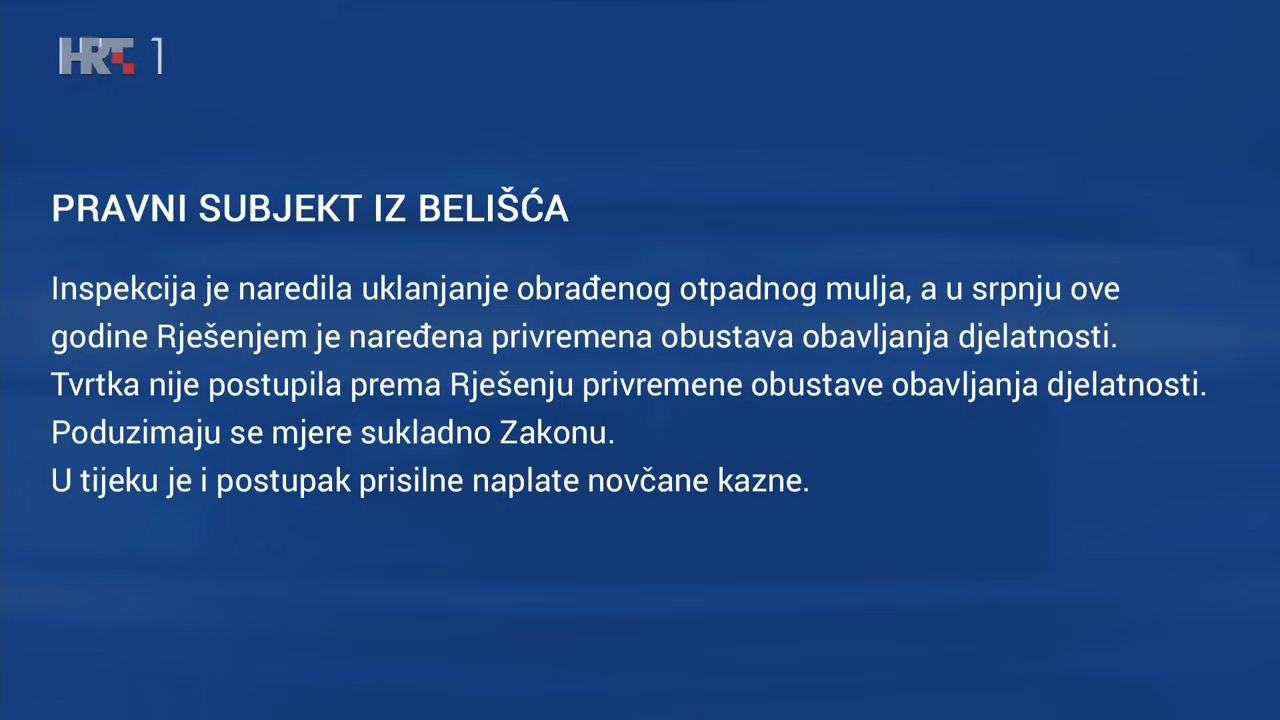 HRT 1
PRAVNI SUBJEKT IZ BELIŠĆA
Inspekcija je naredila uklanjanje obrađenog otpadnog mulja, a u srpnju ove
godine Rješenjem je naređena privremena obustava obavljanja djelatnosti.
Tvrtka nije postupila prema Rješenju privremene obustave obavljanja djelatnosti.
Poduzimaju se mjere sukladno Zakonu.
U tijeku je i postupak prisilne naplate novčane kazne.